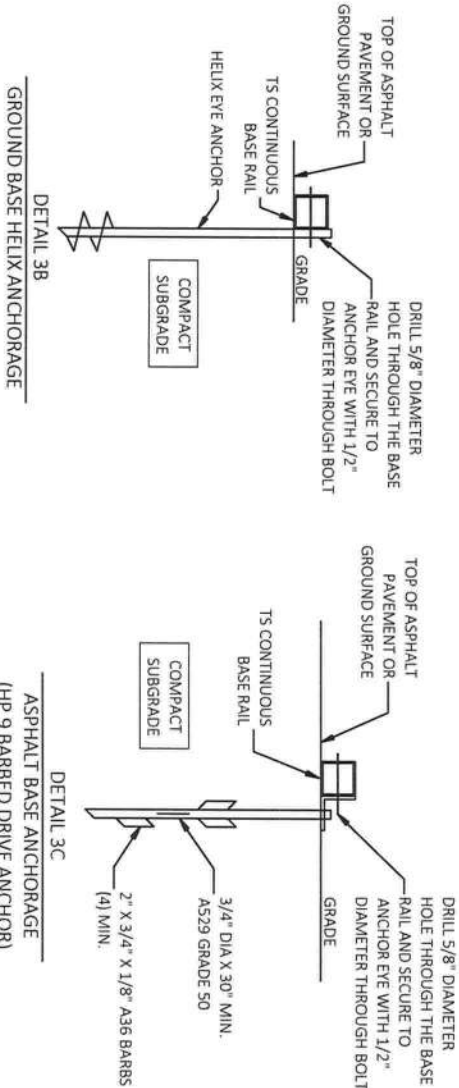 TOP OF ASPHALT
PAVEMENT OR
GROUND SURFACE
TS CONTINUOUS
BASE RAIL
HELIX EYE ANCHOR
DRILL 5/8" DIAMETER
HOLE THROUGH THE BASE
RAIL AND SECURE TO
ANCHOR EYE WITH 1/2"
DIAMETER THROUGH BOLT
GRADE
COMPACT
SUBGRADE
DETAIL 3B
GROUND BASE HELIX ANCHORAGE
TOP OF ASPHALT
PAVEMENT OR
GROUND SURFACE
TS CONTINUOUS
BASE RAIL
DRILL 5/8" DIAMETER
HOLE THROUGH THE BASE
RAIL AND SECURE TO
ANCHOR EYE WITH 1/2"
DIAMETER THROUGH BOLT
GRADE
COMPACT
SUBGRADE
3/4" DIA X 30" MIN.
A529 GRADE 50
2" X 3/4" X 1/8" A36 BARBS
(4) MIN.
DETAIL 3C
ASPHALT BASE ANCHORAGE
(HP 9 BARBED DRIVE ANCHOR)